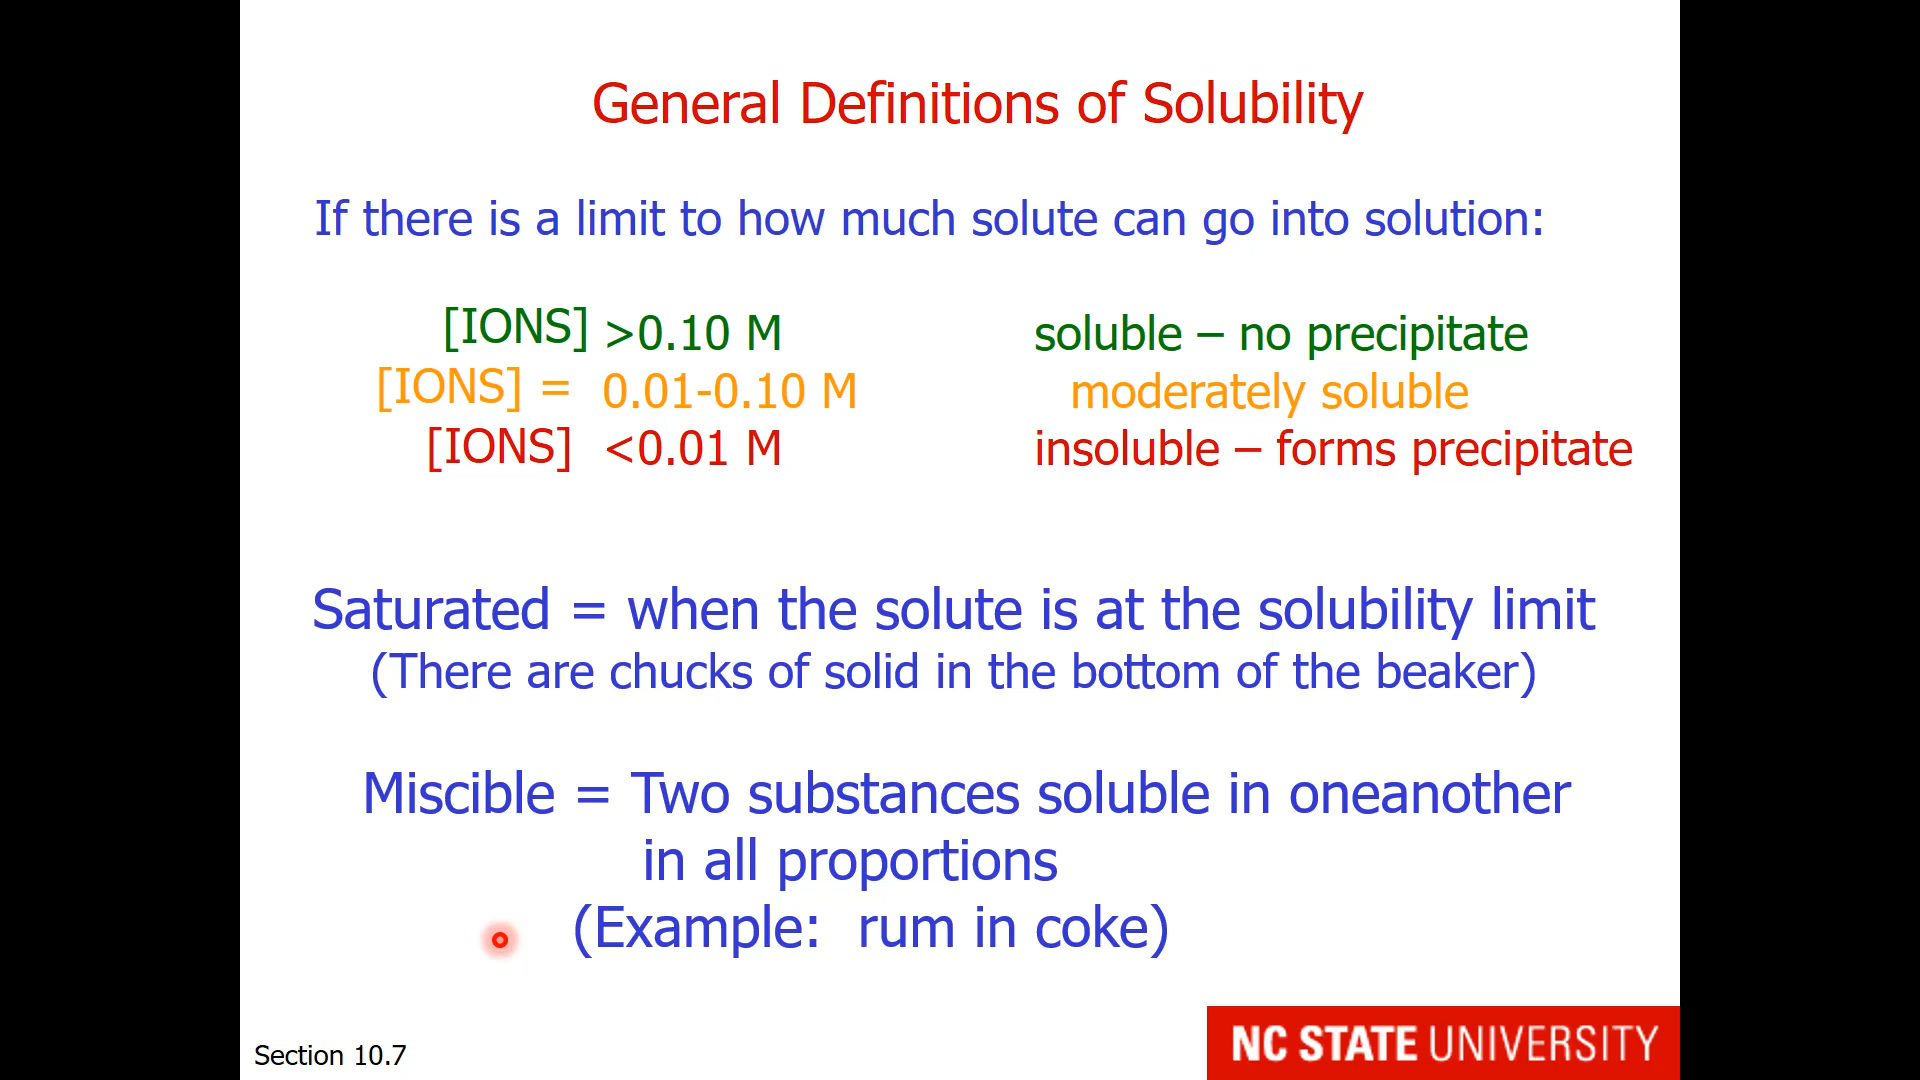 General Definitions of Solubility
If there is a limit to how much solute can go into solution:
[IONS] >0.10 M soluble – no precipitate
[IONS] = 0.01-0.10 M moderately soluble
[IONS] <0.01 M insoluble – forms precipitate
Saturated = when the solute is at the solubility limit
(There are chucks of solid in the bottom of the beaker)
Miscible = Two substances soluble in oneanother
in all proportions
(Example: rum in coke)
Section 10.7
NC STATE UNIVERSITY